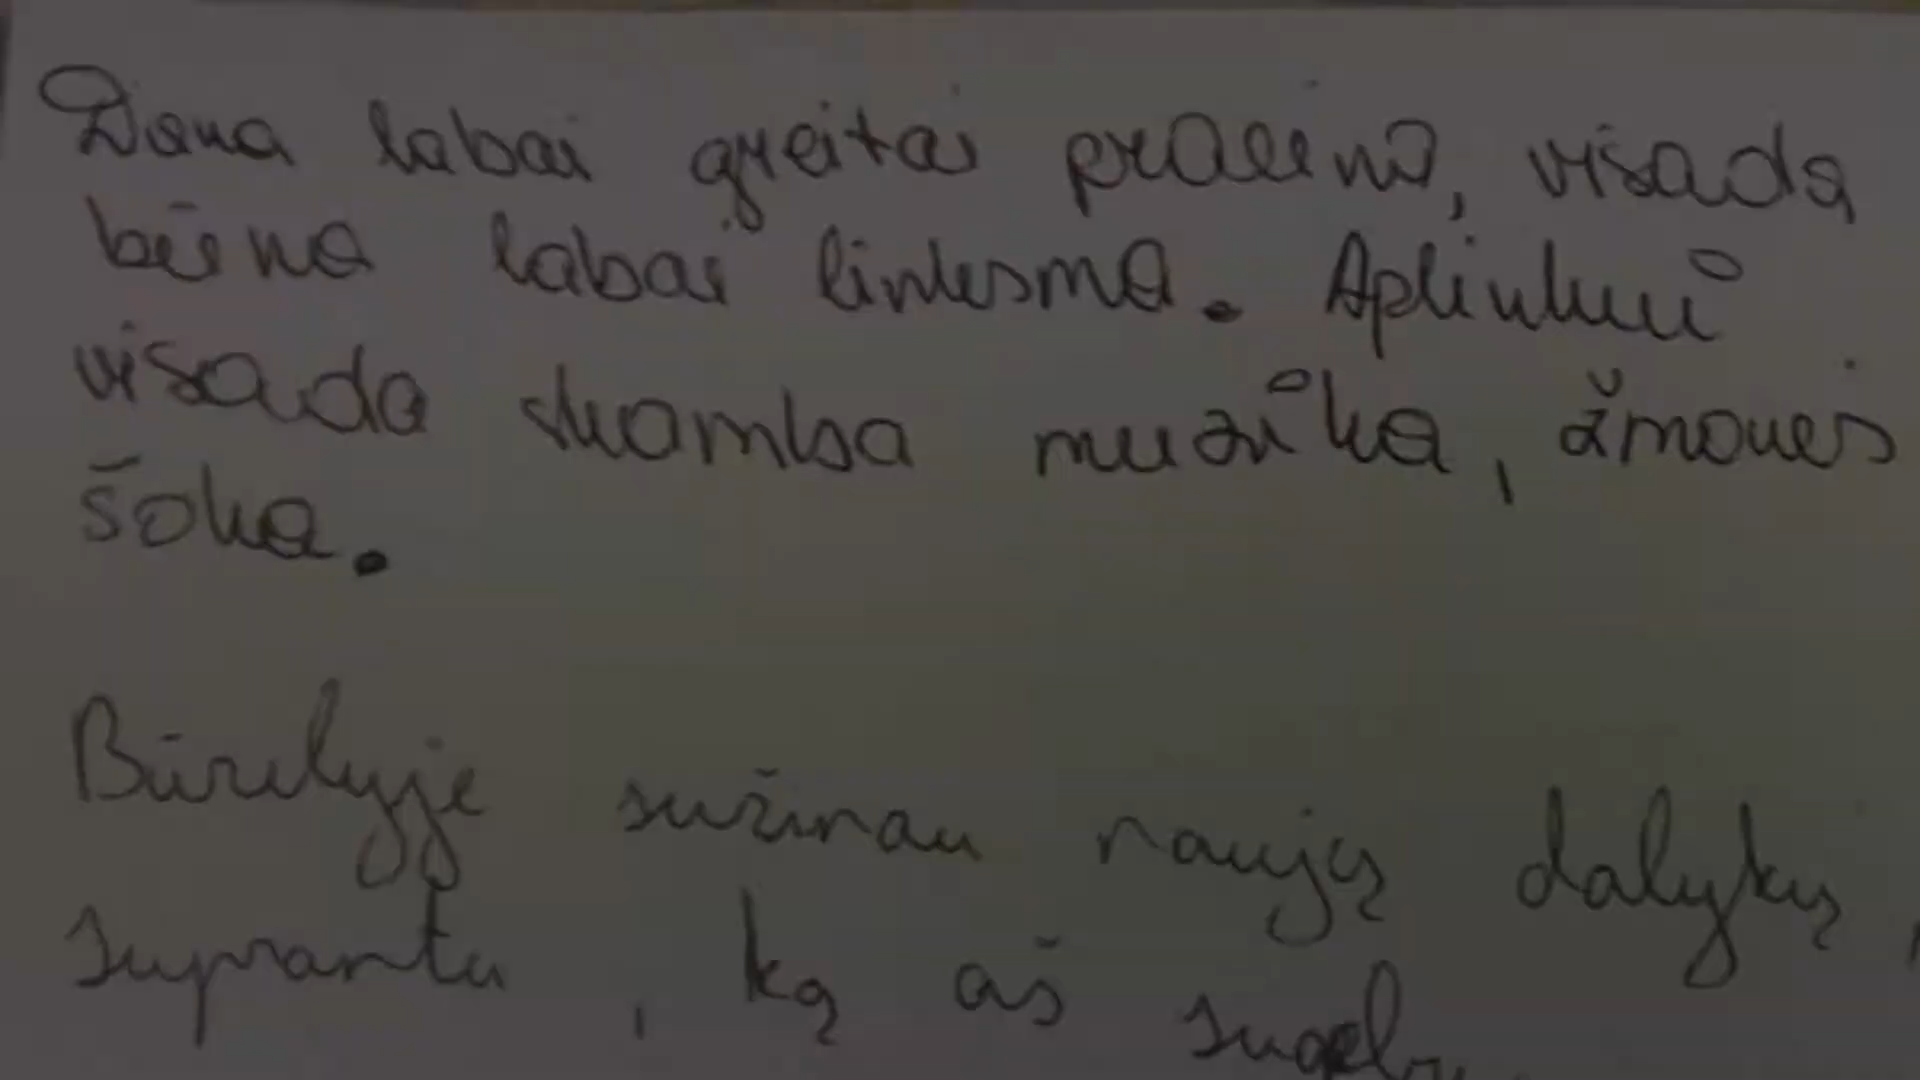 Diena labai greitai praeina, visada
būna labai linksma. Aplinkui
visada skamba muzika, žmonės
šoka.
Būrelyje sužinau naujų dalykų,
suprantu, ką aš